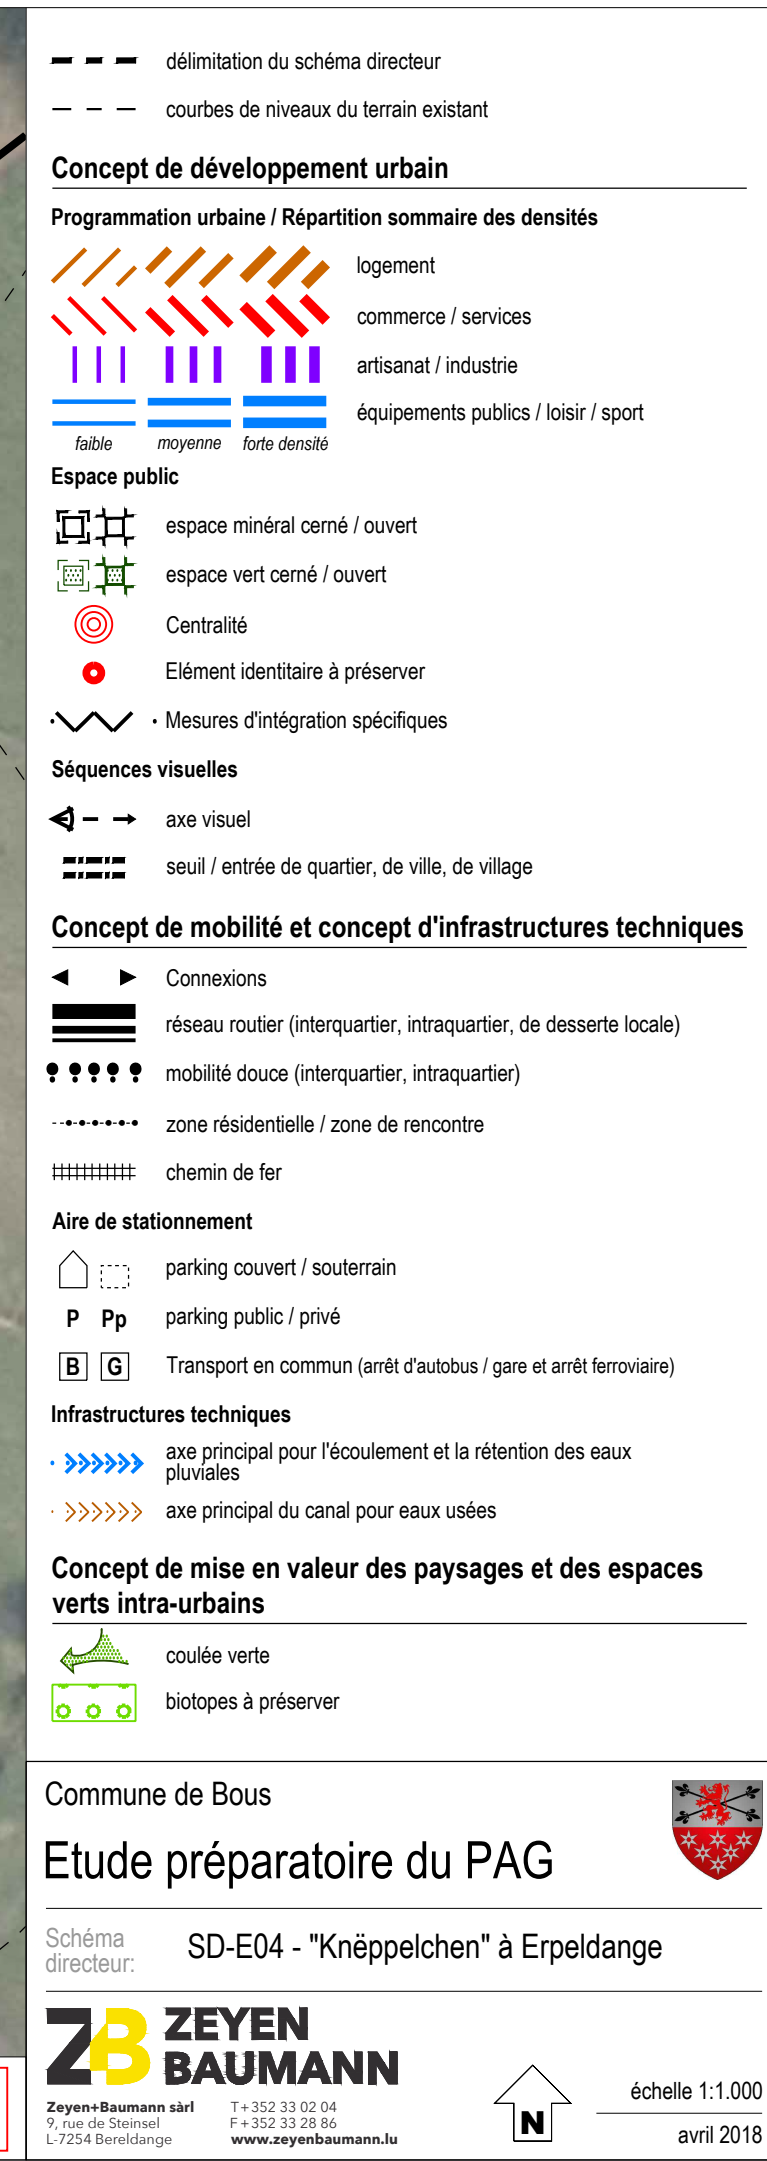 délimitation du schéma directeur
courbes de niveaux du terrain existant
Concept de développement urbain
Programmation urbaine / Répartition sommaire des densités
logement
commerce / services
artisanat / industrie
équipements publics / loisir / sport
faible moyenne forte densité
Espace public
espace minéral cerné / ouvert
espace vert cerné / ouvert
Centralité
Elément identitaire à préserver
Mesures d'intégration spécifiques
Séquences visuelles
axe visuel
seuil / entrée de quartier, de ville, de village
Concept de mobilité et concept d'infrastructures techniques
Connexions
réseau routier (interquartier, intraquartier, de desserte locale)
mobilité douce (interquartier, intraquartier)
zone résidentielle / zone de rencontre
chemin de fer
Aire de stationnement
parking couvert / souterrain
P Pp parking public / privé
B G Transport en commun (arrêt d'autobus / gare et arrêt ferroviaire)
Infrastructures techniques
axe principal pour l'écoulement et la rétention des eaux
pluviales
axe principal du canal pour eaux usées
Concept de mise en valeur des paysages et des espaces
verts intra-urbains
coulée verte
biotopes à préserver
Commune de Bous
Etude préparatoire du PAG
Schéma
directeur:
SD-E04 - "Knëppelchen" à Erpeldange
ZB ZEYEN
BAUMANN
Zeyen+Baumann sàrl
9, rue de Steinsel
L-7254 Bereldange
T+352 33 02 04
F+352 33 28 86
www.zeyenbaumann.lu
N
échelle 1:1.000
avril 2018